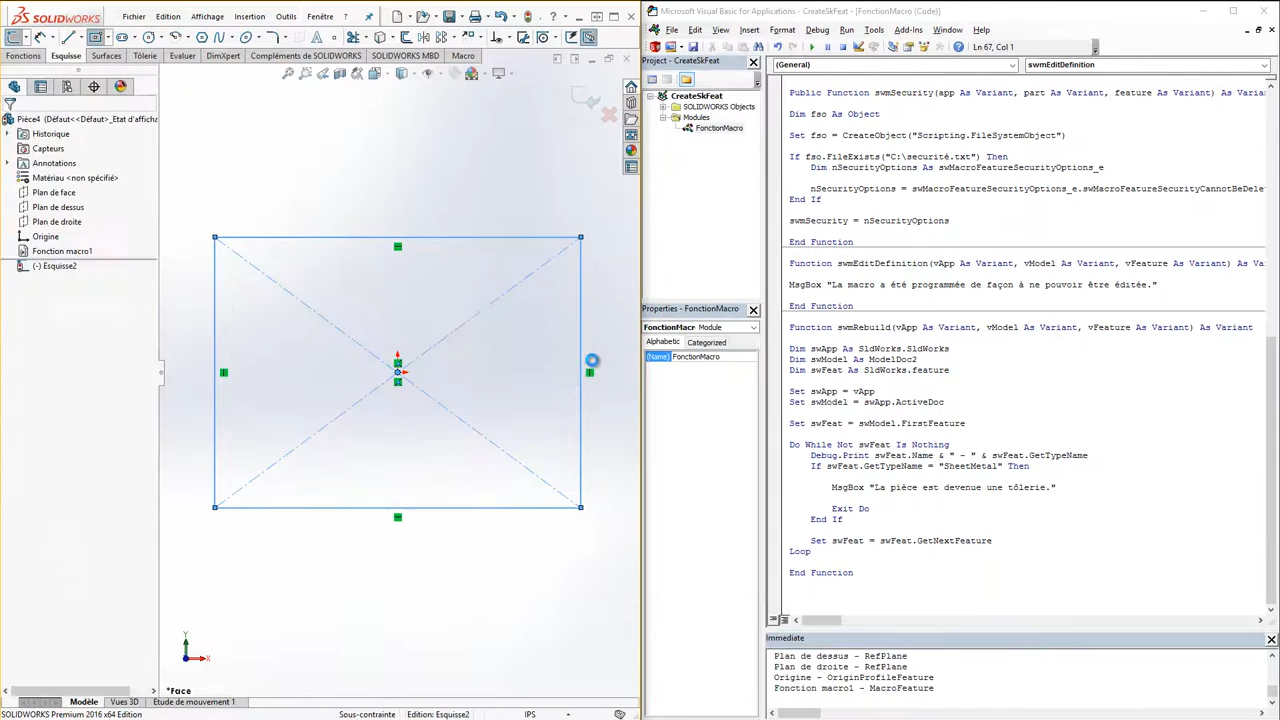 SOLIDWORKS
Fichier Edition Affichage Insertion Outils Fenêtre
Fonctions Esquisse Surfaces Tôlerie Evaluer DimXpert Compléments de SOLIDWORKS SOLIDWORKS MBD Macro
Pièce4 (Défaut<<Défaut>_Etat d'afficha
Historique
Capteurs
Annotations
Matériau <non spécifié>
Plan de face
Plan de dessus
Plan de droite
Origine
Fonction macro1
(-) Esquisse2
Y
X
*Face
Modèle Vues 3D Etude de mouvement 1
SOLIDWORKS Premium 2016 x64 Edition
Sous-contrainte Edition: Esquisse2 IPS
Microsoft Visual Basic for Applications - CreateSkFeat - [FonctionMacro (Code)]
File Edit View Insert Format Debug Run Tools Add-Ins Window Help
Ln 67, Col 1
Project - CreateSkFeat
CreateSkFeat
SOLIDWORKS Objects
Modules
FonctionMacro
Properties - FonctionMacro
FonctionMacr Module
Alphabetic Categorized
(Name) FonctionMacro
(General) swmEditDefinition
Public Function swmSecurity(app As Variant, part As Variant, feature As Variant) As Varia
Dim fso As Object
Set fso = CreateObject("Scripting.FileSystemObject")
If fso.FileExists("C:\securité.txt") Then
Dim nSecurityOptions As swMacroFeatureSecurityOptions_e
nSecurityOptions = swMacroFeatureSecurityOptions_e.swMacroFeatureSecurityCannotBeDele
End If
swmSecurity = nSecurityOptions
End Function
Function swmEditDefinition(vApp As Variant, vModel As Variant, vFeature As Variant) As Va
MsgBox "La macro a été programmée de façon à ne pouvoir être éditée."
End Function
Function swmRebuild(vApp As Variant, vModel As Variant, vFeature As Variant) As Variant
Dim swApp As SldWorks.SldWorks
Dim swModel As ModelDoc2
Dim swFeat As SldWorks.feature
Set swApp = vApp
Set swModel = swApp.ActiveDoc
Set swFeat = swModel.FirstFeature
Do While Not swFeat Is Nothing
Debug.Print swFeat.Name & " - " & swFeat.GetTypeName
If swFeat.GetTypeName = "SheetMetal" Then
MsgBox "La pièce est devenue une tôlerie."
Exit Do
End If
Set swFeat = swFeat.GetNextFeature
Loop
End Function
Immediate
Plan de dessus - RefPlane
Plan de droite - RefPlane
Origine - OriginProfileFeature
Fonction macro1 - MacroFeature